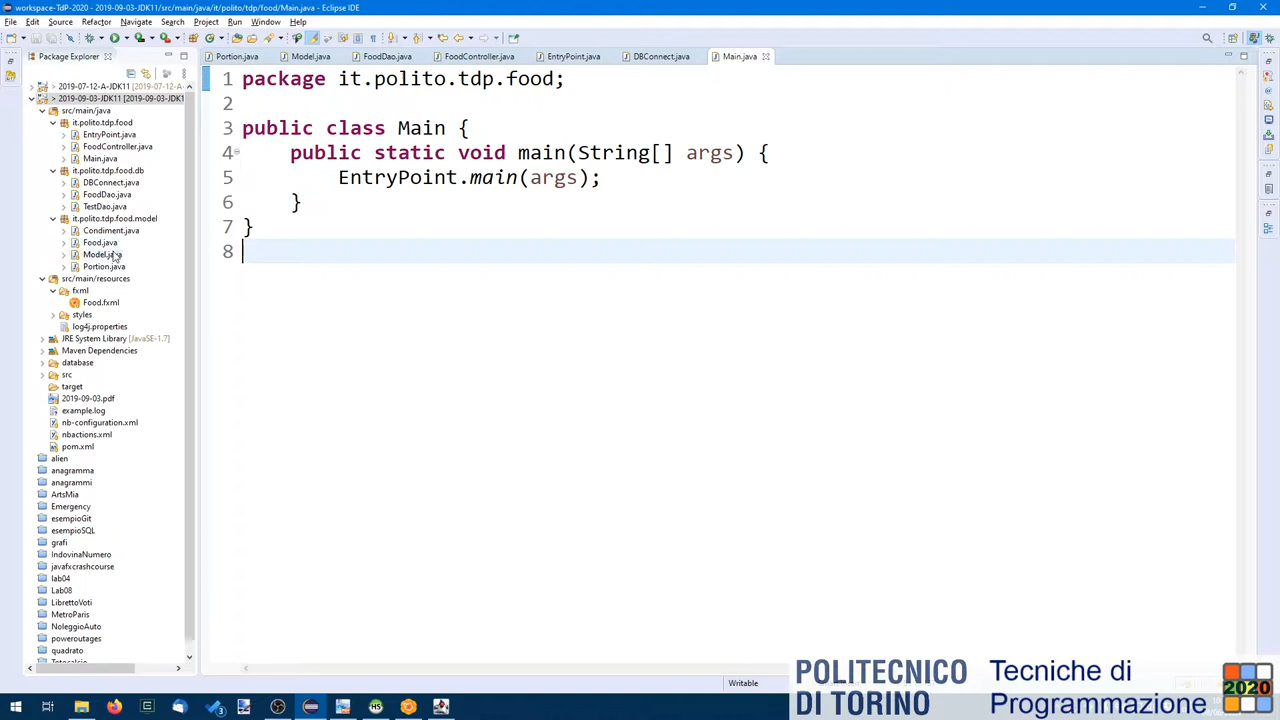 workspace-TdP-2020 - 2019-09-03-JDK11/src/main/java/it/polito/tdp/food/Main.java - Eclipse IDE
File Edit Source Refactor Navigate Search Project Run Window Help
Package Explorer
Portion.java Model.java FoodDao.java FoodController.java EntryPoint.java DBConnect.java Main.java
> 2019-07-12-A-JDK11 [2019-07-12-A
> 2019-09-03-JDK11 [2019-09-03-JDK1
src/main/java
it.polito.tdp.food
EntryPoint.java
FoodController.java
Main.java
it.polito.tdp.food.db
DBConnect.java
FoodDao.java
TestDao.java
it.polito.tdp.food.model
Condiment.java
Food.java
Model.java
Portion.java
src/main/resources
fxml
Food.fxml
styles
log4j.properties
JRE System Library [JavaSE-1.7]
Maven Dependencies
database
src
target
2019-09-03.pdf
example.log
nb-configuration.xml
nbactions.xml
pom.xml
alien
anagramma
anagrammi
ArtsMia
Emergency
esempioGit
esempioSQL
grafi
IndovinaNumero
javafxcrashcourse
lab04
Lab08
LibrettoVoti
MetroParis
NoleggioAuto
poweroutages
quadrato
1 package it.polito.tdp.food;
2
3 public class Main {
4 public static void main(String[] args) {
5 EntryPoint.main(args);
6 }
7 }
8
Writable
POLITECNICO
DI TORINO
Tecniche di
Programmazione
2020